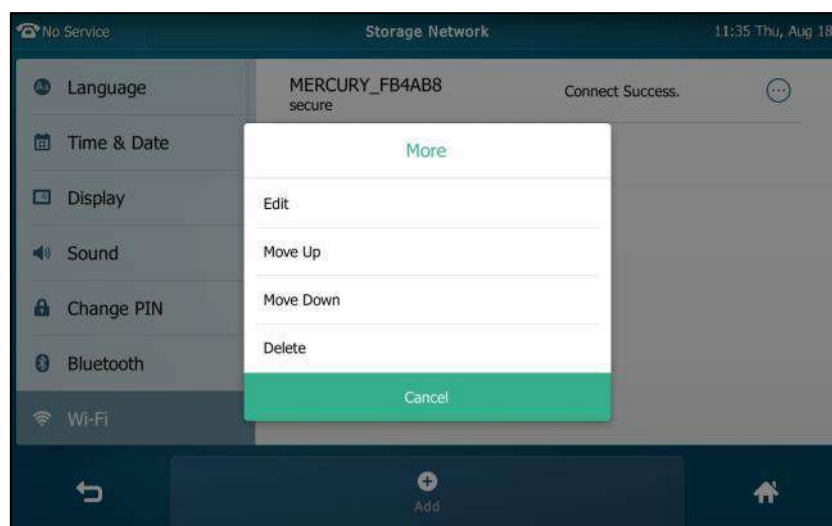 No Service Storage Network 11:35 Thu, Aug 18
Language
MERCURY_FB4AB8 Connect Success.
secure
Time & Date
Display
Sound
Change PIN
Bluetooth
Wi-Fi
More
Edit
Move Up
Move Down
Delete
Cancel
Add